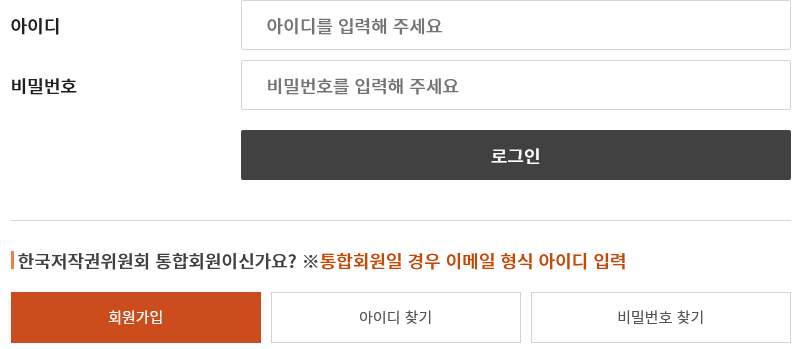 아이디
아이디를 입력해 주세요
비밀번호
비밀번호를 입력해 주세요
로그인
한국저작권위원회 통합회원이신가요? ※통합회원일 경우 이메일 형식 아이디 입력
회원가입
아이디 찾기
비밀번호 찾기